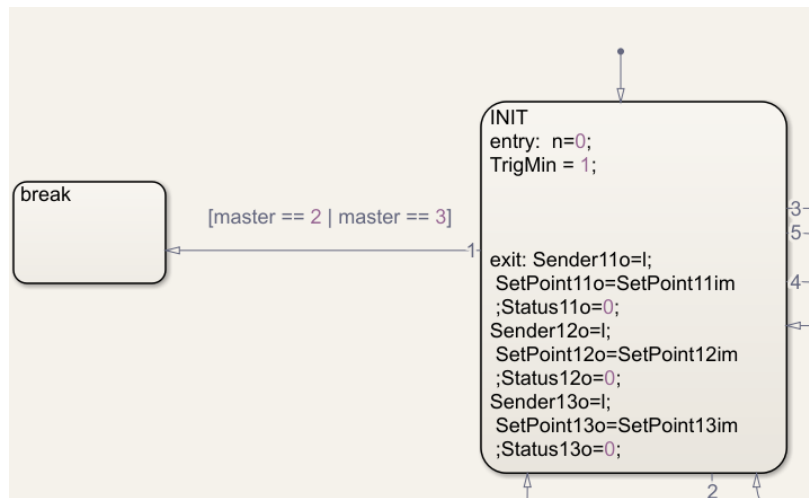 INIT
entry:  n=0;
TrigMin = 1;
break
[master == 2 | master == 3]
1
3
5
4
exit: Sender11o=l;
SetPoint11o=SetPoint11im
;Status11o=0;
Sender12o=l;
SetPoint12o=SetPoint12im
;Status12o=0;
Sender13o=l;
SetPoint13o=SetPoint13im
;Status13o=0;
2